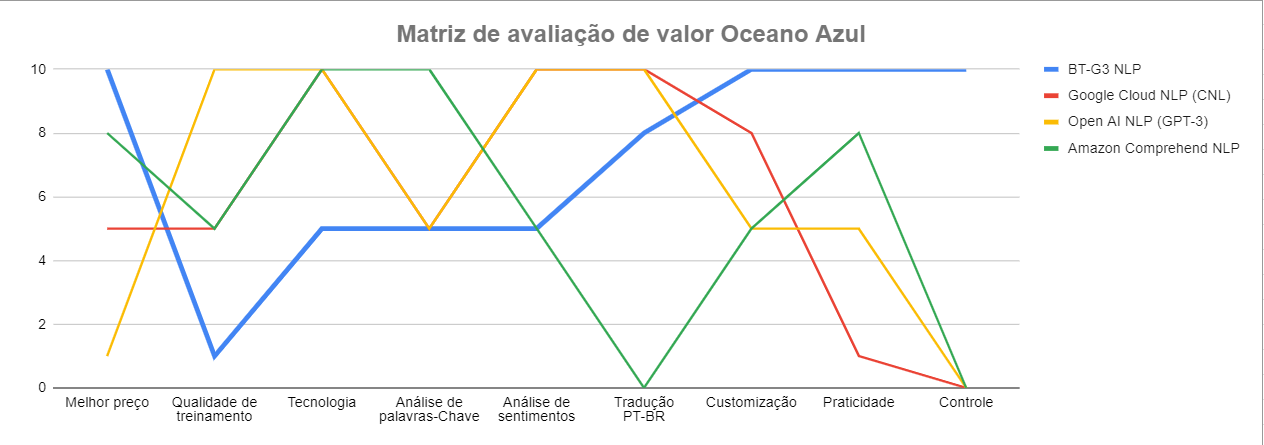 Matriz de avaliação de valor Oceano Azul
10
8
6
4
2
0
Melhor preço
Qualidade de
treinamento
Tecnologia
Análise de
palavras-Chave
Análise de
sentimentos
Tradução
PT-BR
Customização
Praticidade
Controle
BT-G3 NLP
Google Cloud NLP (CNL)
Open AI NLP (GPT-3)
Amazon Comprehend NLP